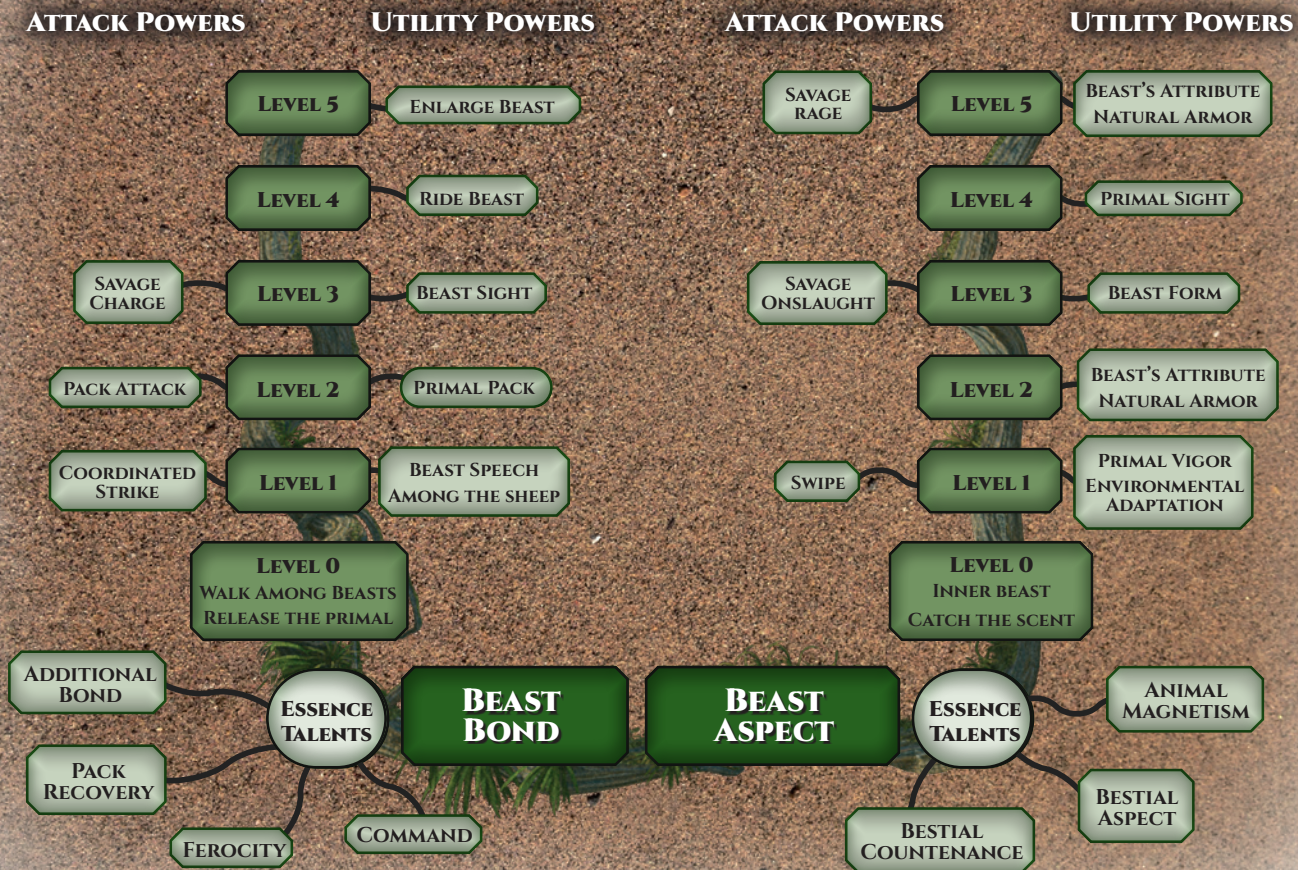 Attack Powers
Utility Powers
Attack Powers
Utility Powers
Level 5
Enlarge Beast
Level 4
Ride Beast
Savage
Charge
Level 3
Beast Sight
Pack Attack
Level 2
Primal Pack
Coordinated
Strike
Level 1
Beast Speech
Among the sheep
Level 0
Walk Among Beasts
Release the primal
Additional
Bond
Pack
Recovery
Ferocity
Command
Essence
Talents
Beast
Bond
Savage
Rage
Level 5
Beast's Attribute
Natural Armor
Level 4
Primal Sight
Savage
Onslaught
Level 3
Beast Form
Level 2
Beast's Attribute
Natural Armor
Swipe
Level 1
Primal Vigor
Environmental
Adaptation
Level 0
Inner beast
Catch the scent
Beast
Aspect
Essence
Talents
Animal
Magnetism
Bestial
Aspect
Bestial
Countenance